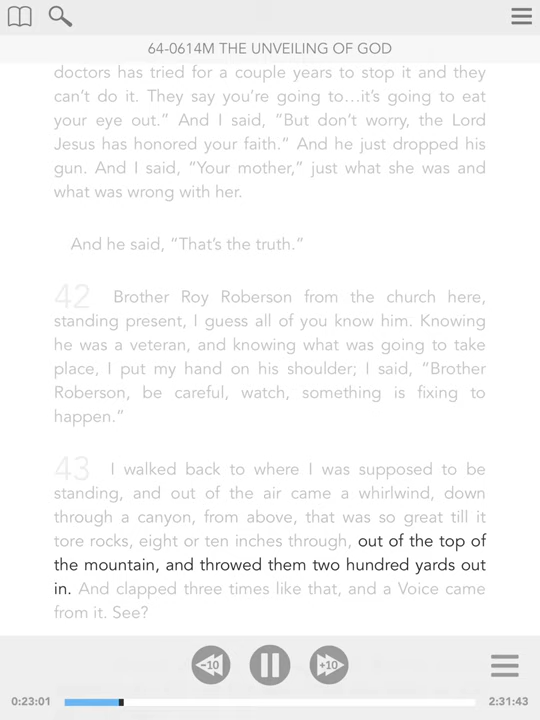 64-0614M THE UNVEILING OF GOD
doctors has tried for a couple years to stop it and they
can’t do it. They say you’re going to…it’s going to eat
your eye out.” And I said, “But don’t worry, the Lord
Jesus has honored your faith.” And he just dropped his
gun. And I said, “Your mother,” just what she was and
what was wrong with her.
And he said, “That’s the truth.”
42 Brother Roy Roberson from the church here,
standing present, I guess all of you know him. Knowing
he was a veteran, and knowing what was going to take
place, I put my hand on his shoulder; I said, “Brother
Roberson, be careful, watch, something is fixing to
happen.”
43 I walked back to where I was supposed to be
standing, and out of the air came a whirlwind, down
through a canyon, from above, that was so great till it
tore rocks, eight or ten inches through, out of the top of
the mountain, and throwed them two hundred yards out
in. And clapped three times like that, and a Voice came
from it. See?
-10
+10
0:23:01
2:31:43